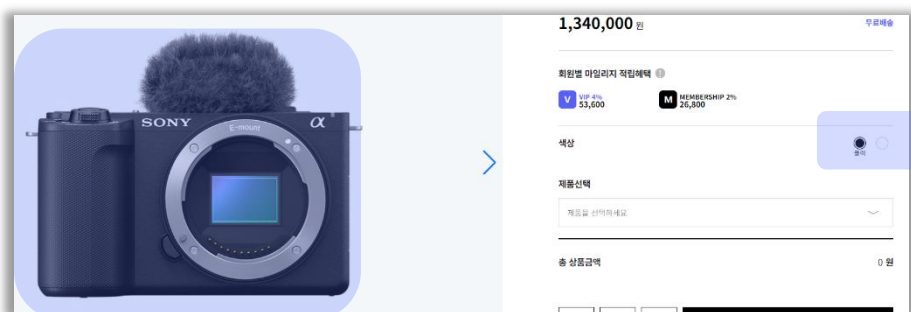 1,340,000 원
무료배송
회원별 마일리지 적립혜택
V VIP 4%
53,600
M MEMBERSHIP 2%
26,800
SONY
E-mount
α
색상
제품선택
제품을 선택하세요
총 상품금액
0 원